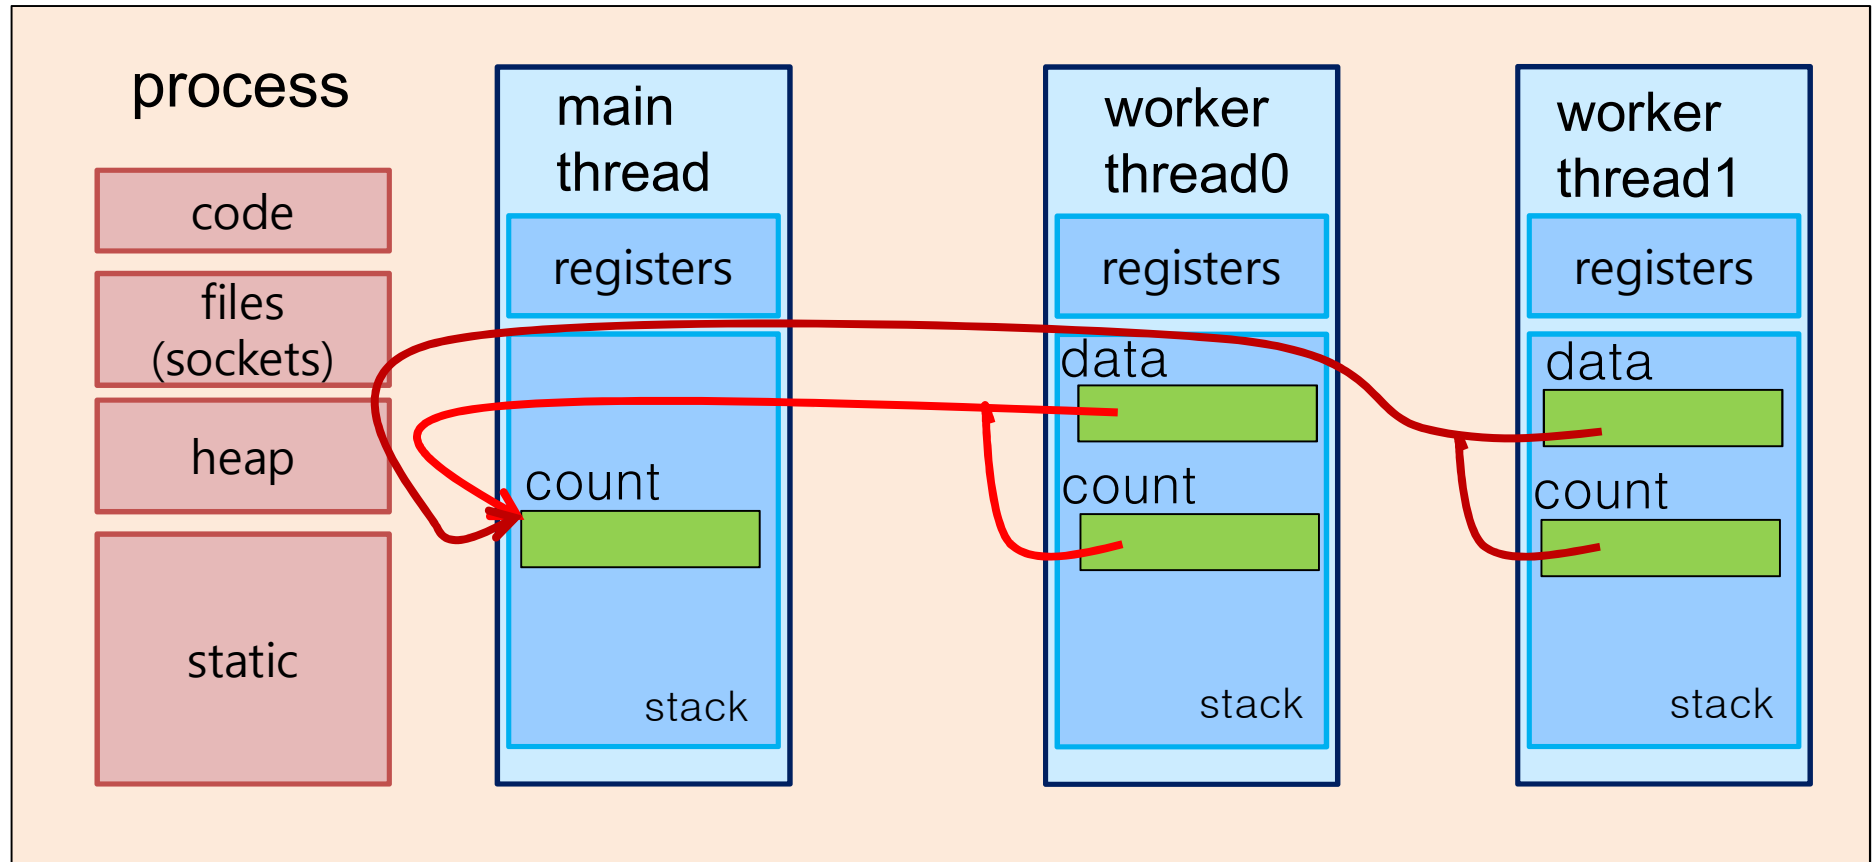 process
code
files
(sockets)
heap
static
main
thread
registers
count
stack
worker
thread0
registers
data
count
stack
worker
thread1
registers
data
count
stack